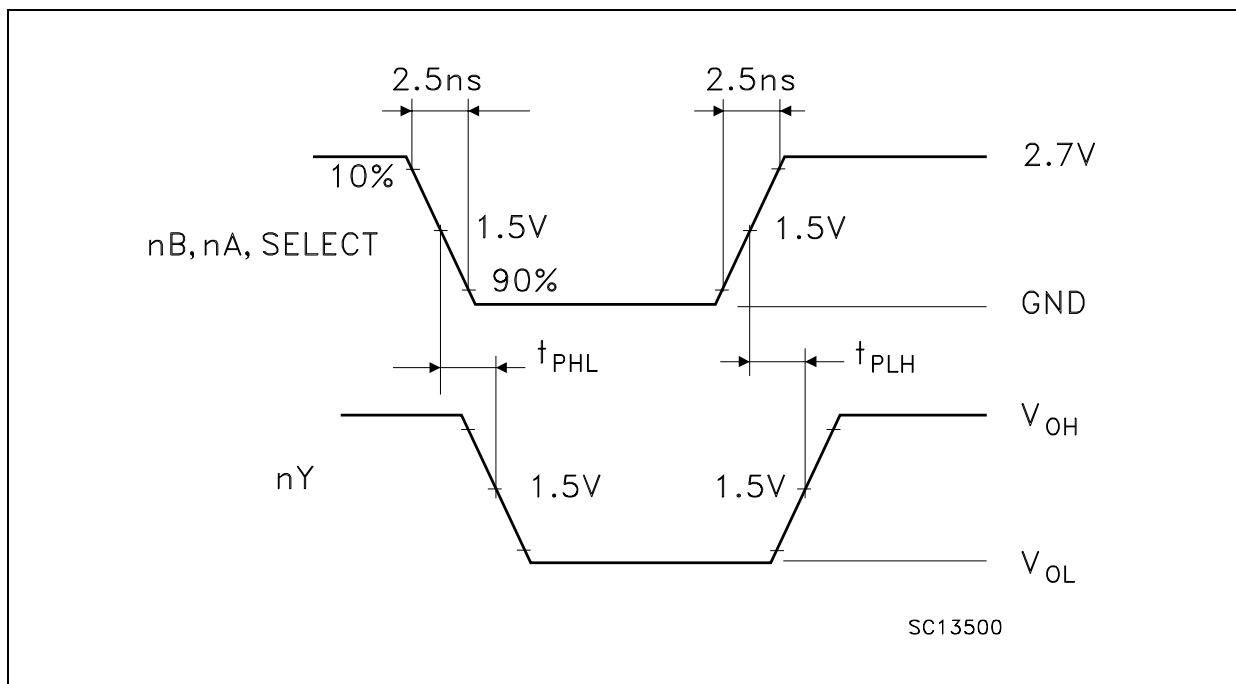 2.5ns 2.5ns
2.7V
10%
nB, nA, SELECT 1.5V 1.5V
90%
GND
tPHL tPLH
VOH
nY 1.5V 1.5V
VOL
SC13500